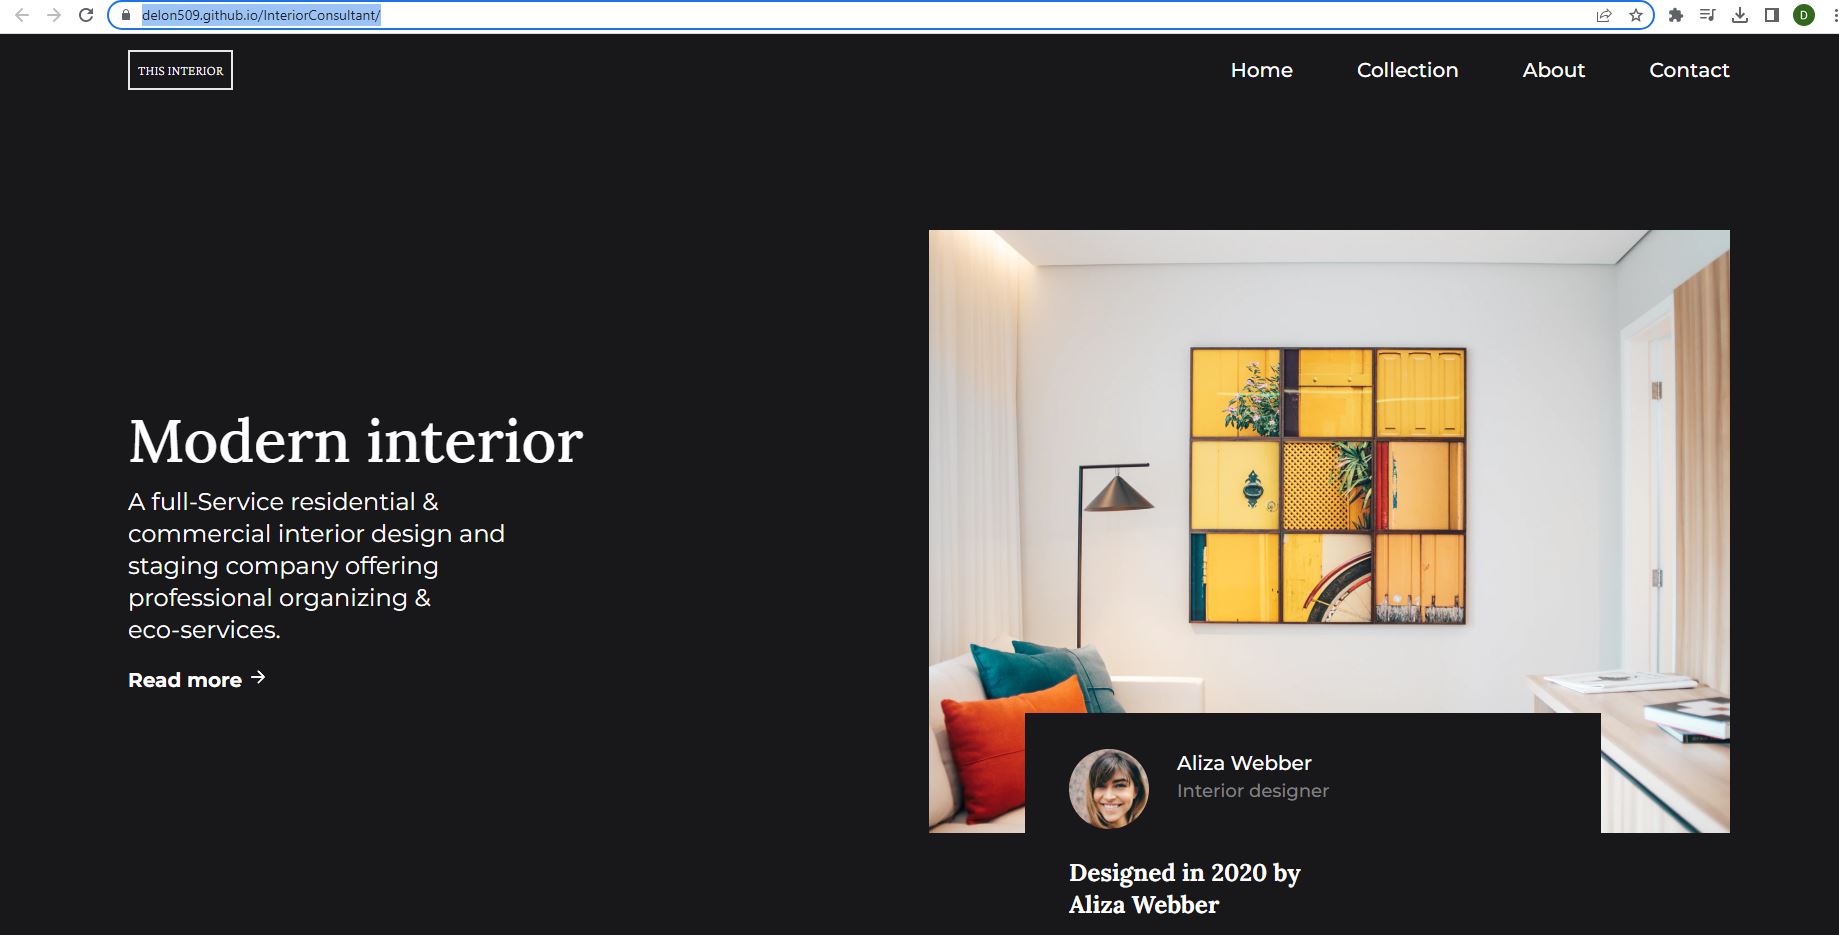 delon509.github.io/InteriorConsultant/
D
THIS INTERIOR
Home Collection About Contact
Modern interior
A full-Service residential &
commercial interior design and
staging company offering
professional organizing &
eco-services.
Read more →
Aliza Webber
Interior designer
Designed in 2020 by
Aliza Webber